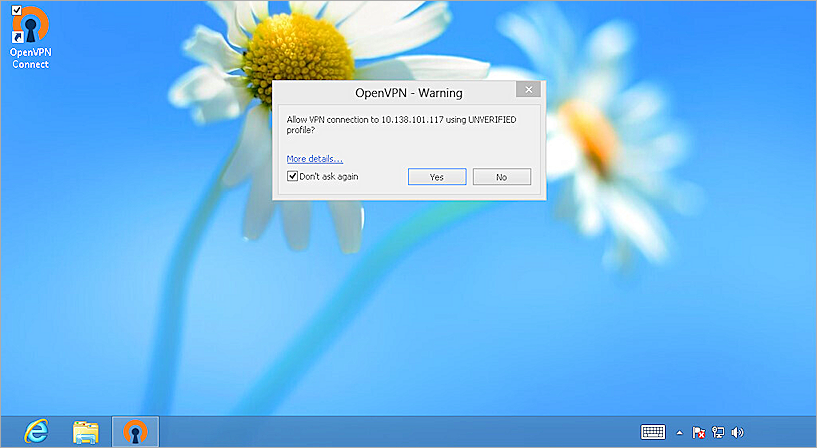 OpenVPN
Connect
OpenVPN - Warning
Allow VPN connection to 10.138.101.117 using UNVERIFIED
profile?
More details...
Don't ask again
Yes
No